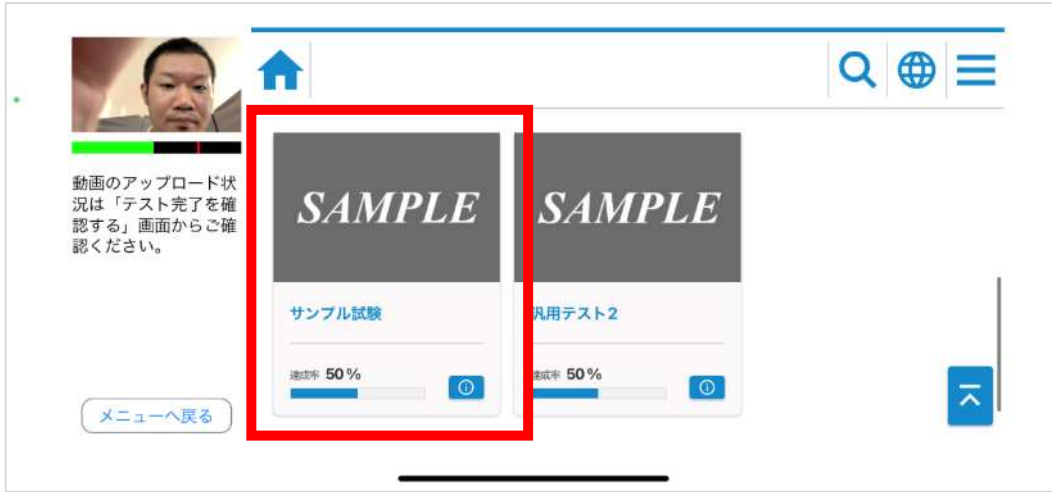 動画のアップロード状
況は「テスト完了を確
認する」画面からご確
認ください。
メニューへ戻る
SAMPLE
サンプル試験
達成率 50%
SAMPLE
汎用テスト2
達成率 50%